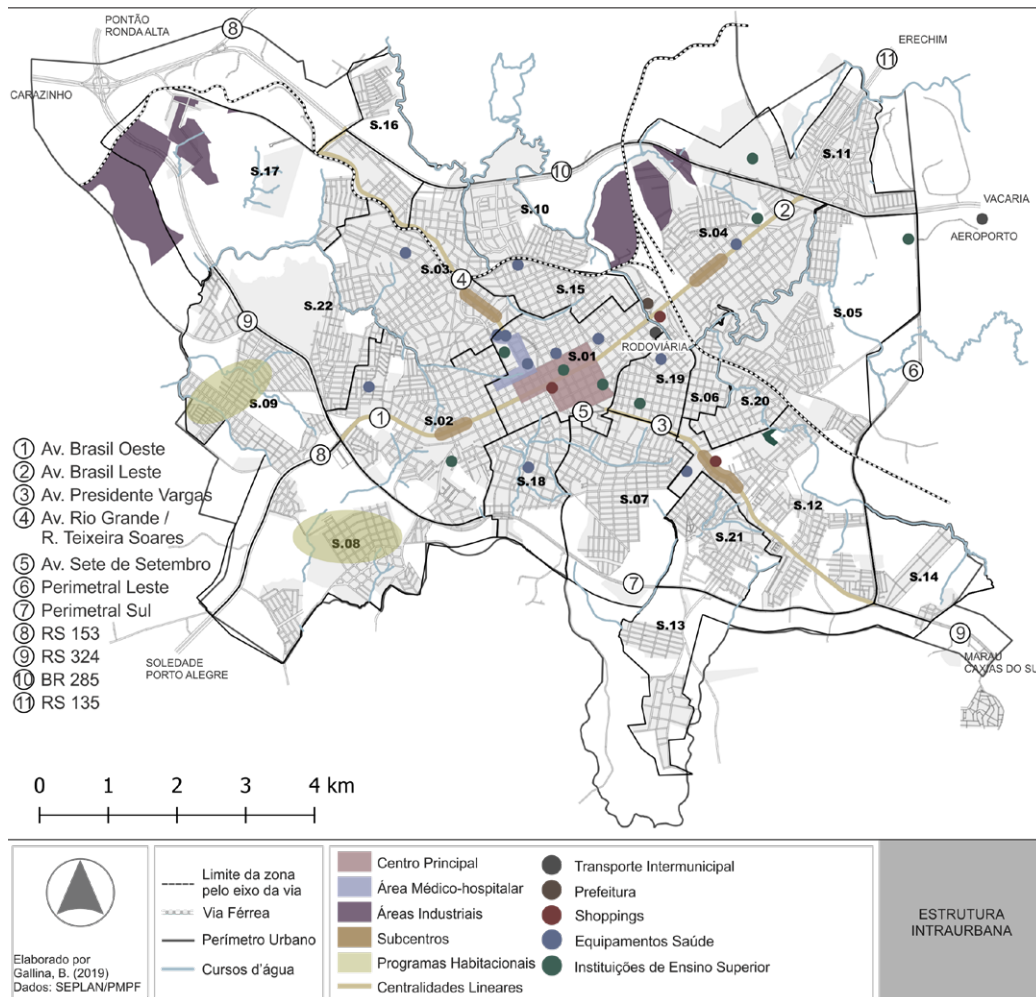 PONTÃO
RONDA ALTA
8
ERECHIM
11
CARAZINHO
S.16
S.11
S.17
10
S.10
VACARIA
2
S.04
AEROPORTO
S.03
4
S.15
S.22
S.05
9
S.01
RODOVIÁRIA
S.19
6
S.09
S.06
S.20
1
S.02
5
3
8
S.18
S.07
S.12
S.08
S.21
7
S.14
S.13
9
SOLEDADE
PORTO ALEGRE
MARAU
CAXIAS DO SU
1 Av. Brasil Oeste
2 Av. Brasil Leste
3 Av. Presidente Vargas
4 Av. Rio Grande /
R. Teixeira Soares
5 Av. Sete de Setembro
6 Perimetral Leste
7 Perimetral Sul
8 RS 153
9 RS 324
10 BR 285
11 RS 135
0 1 2 3 4 km
Elaborado por
Gallina, B. (2019)
Dados: SEPLAN/PMPF
Limite da zona
pelo eixo da via
Via Férrea
Perímetro Urbano
Cursos d'água
Centro Principal
Área Médico-hospitalar
Áreas Industriais
Subcentros
Programas Habitacionais
Centralidades Lineares
Transporte Intermunicipal
Prefeitura
Shoppings
Equipamentos Saúde
Instituições de Ensino Superior
ESTRUTURA
INTRAURBANA